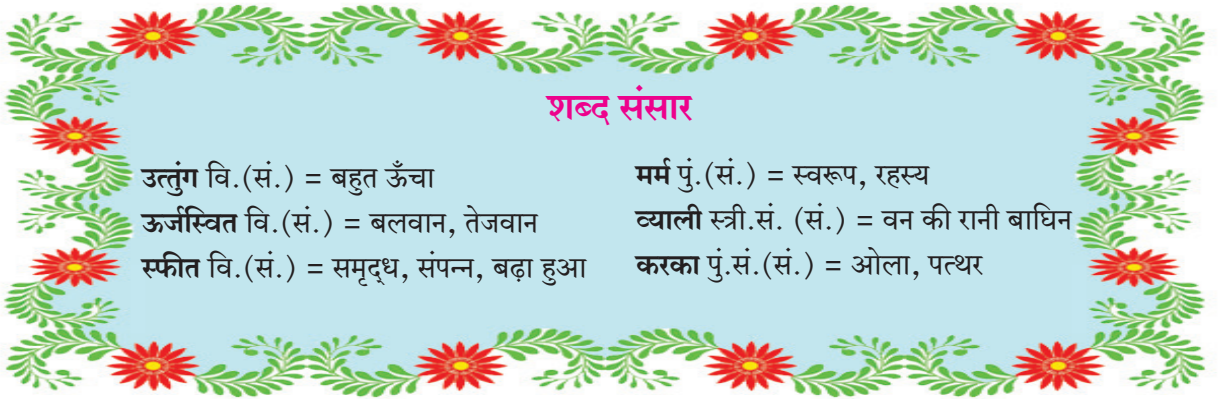 शब्द संसार
उत्तुंग वि.(सं.) = बहुत ऊँचा
ऊर्जस्वित वि.(सं.) = बलवान, तेजवान
स्फीत वि.(सं.) = समृद्ध, संपन्न, बढ़ा हुआ
मर्म पुं.(सं.) = स्वरूप, रहस्य
व्याली स्त्री.सं. (सं.) = वन की रानी बाघिन
करका पुं.सं.(सं.) = ओला, पत्थर